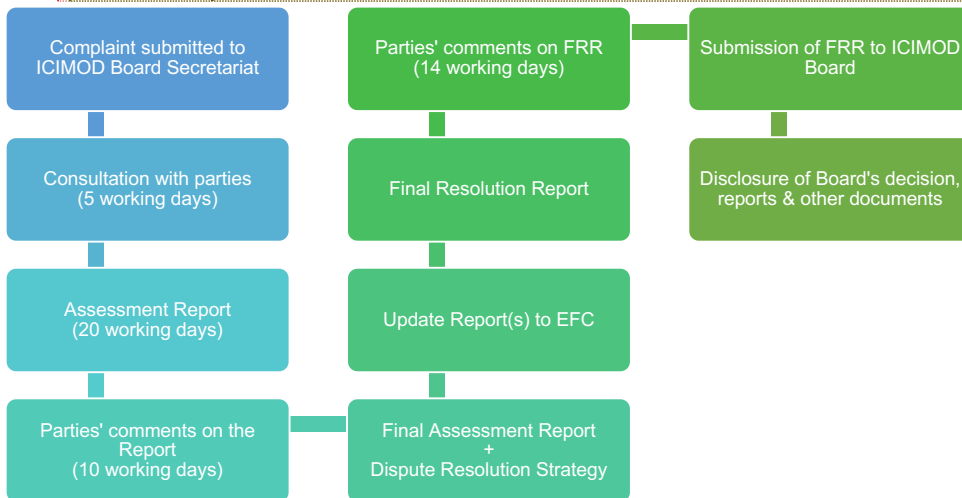 Complaint submitted to
ICIMOD Board Secretariat
Consultation with parties
(5 working days)
Assessment Report
(20 working days)
Parties' comments on the
Report
(10 working days)
Final Assessment Report
+
Dispute Resolution Strategy
Update Report(s) to EFC
Final Resolution Report
Parties' comments on FRR
(14 working days)
Submission of FRR to ICIMOD
Board
Disclosure of Board's decision,
reports & other documents